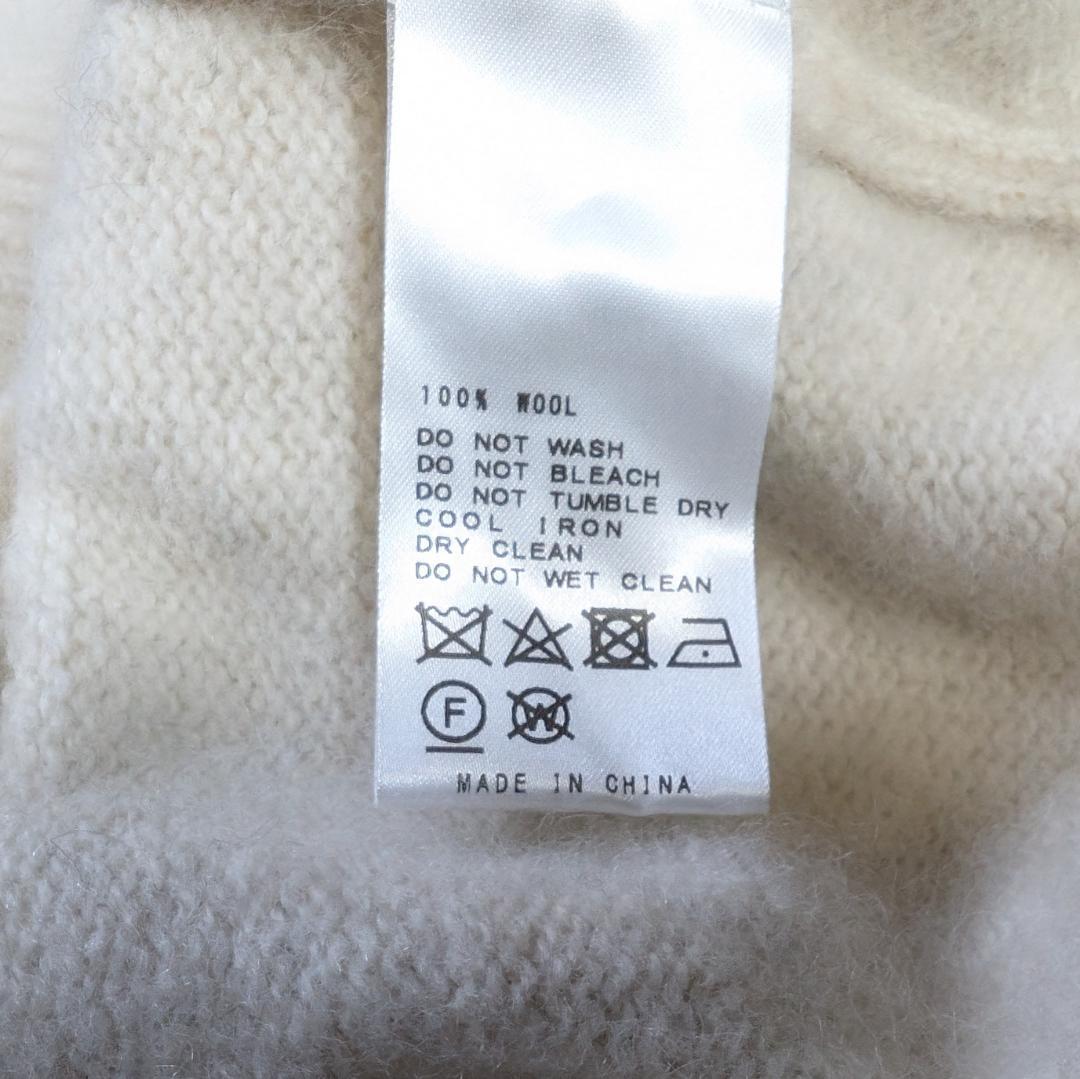 100% WOOL
DO NOT WASH
DO NOT BLEACH
DO NOT TUMBLE DRY
COOL IRON
DRY CLEAN
DO NOT WET CLEAN
F W
MADE IN CHINA